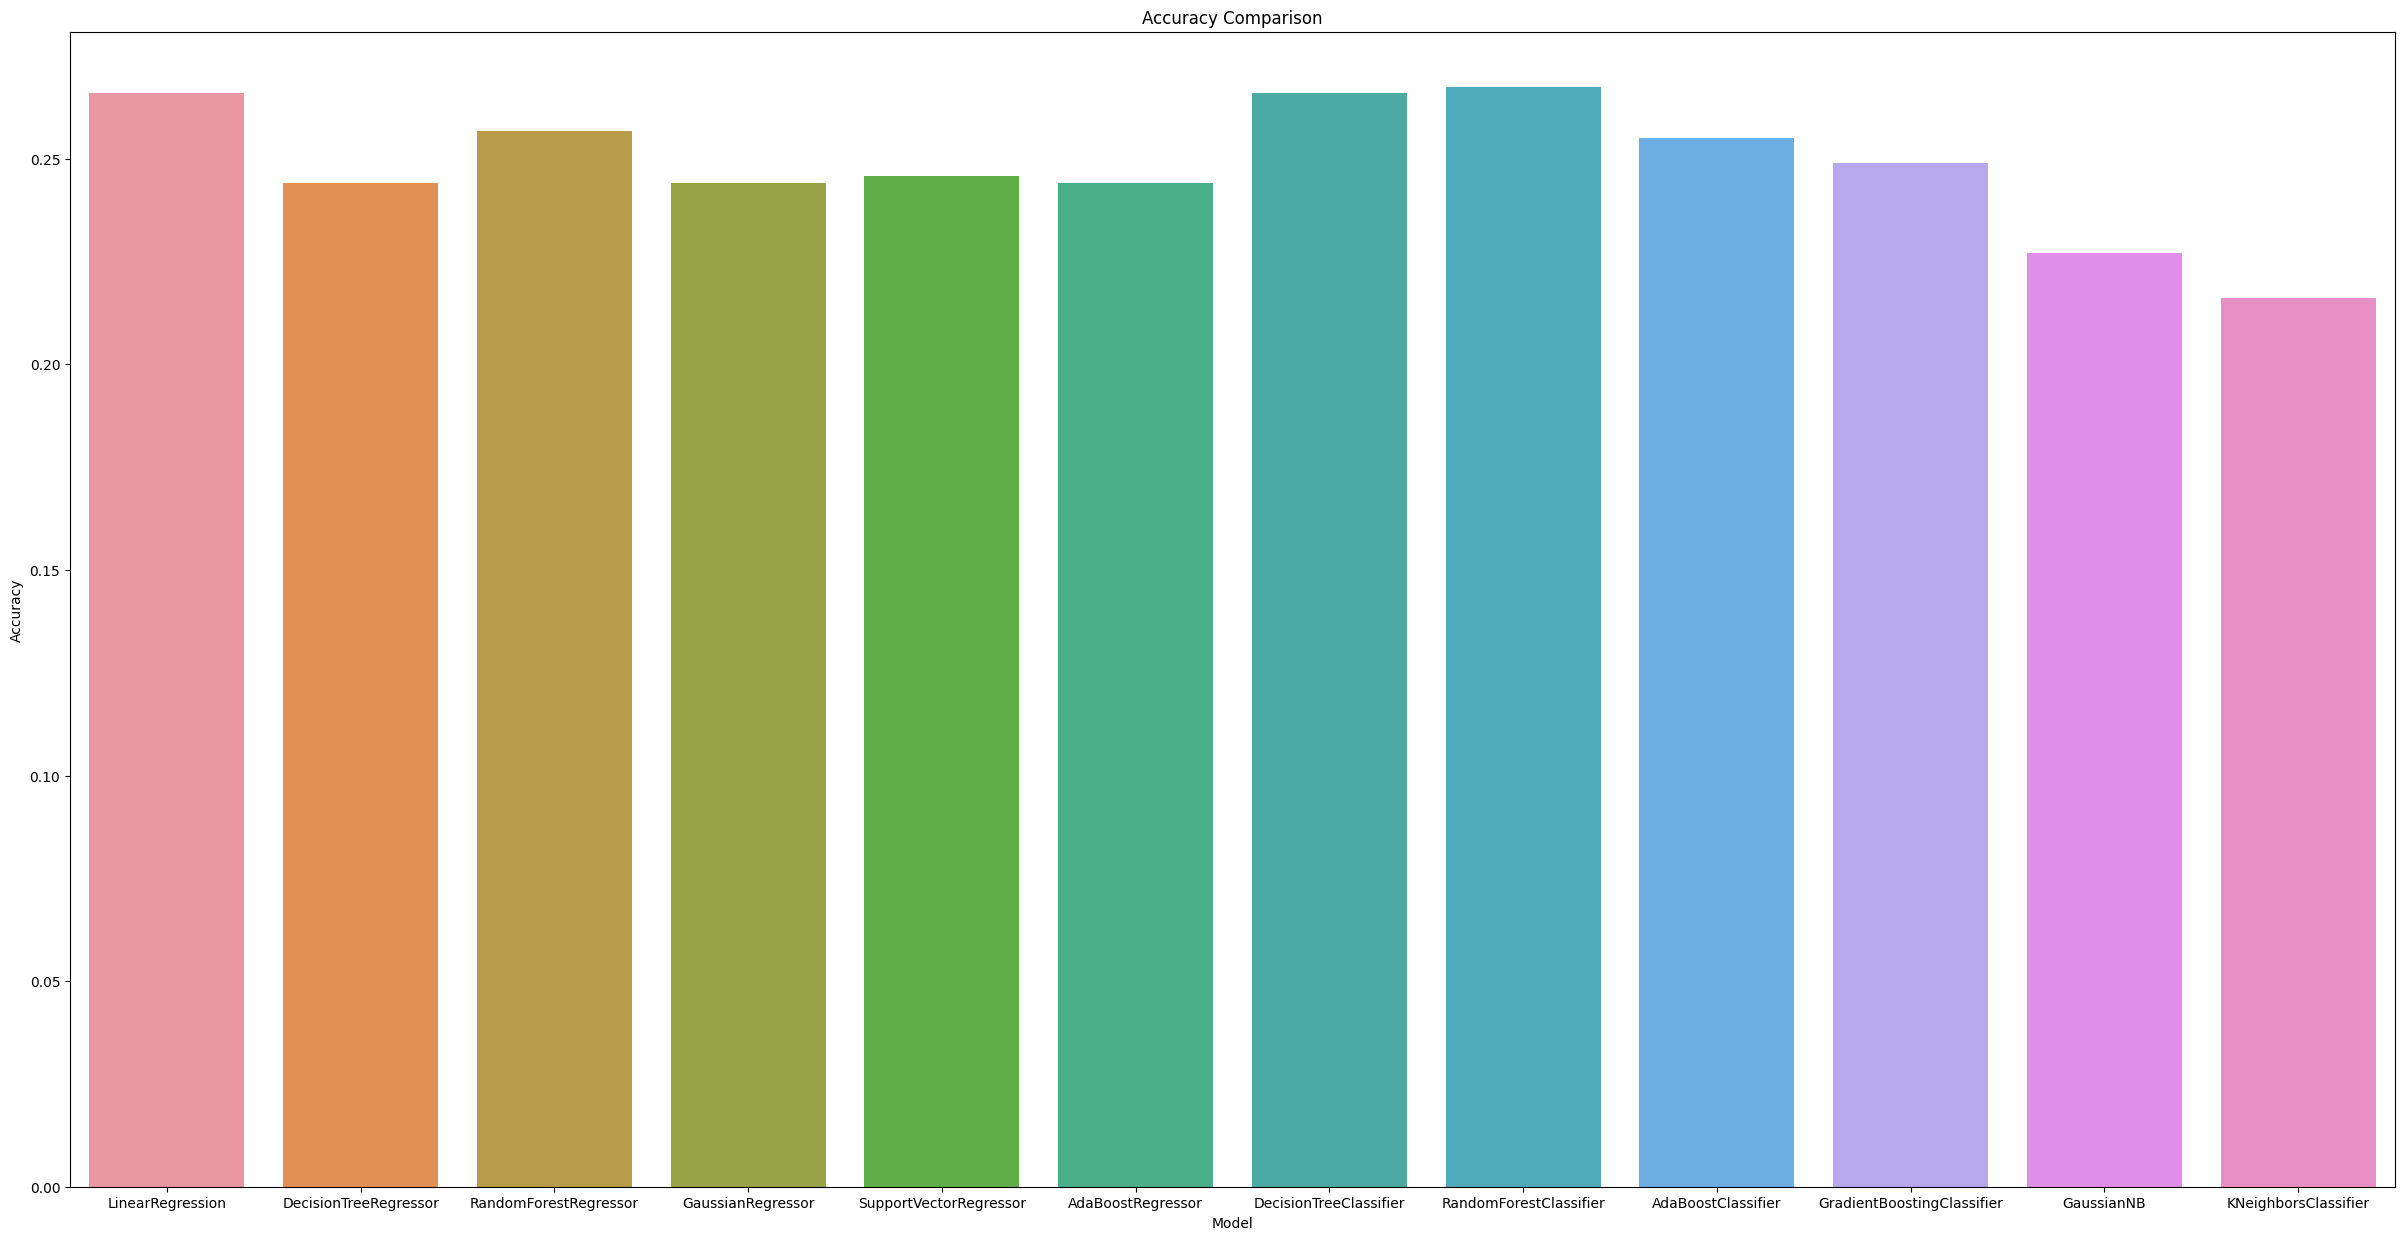 Accuracy Comparison
Accuracy
0.25
0.20
0.15
0.10
0.05
0.00
LinearRegression DecisionTreeRegressor RandomForestRegressor GaussianRegressor SupportVectorRegressor AdaBoostRegressor DecisionTreeClassifier RandomForestClassifier AdaBoostClassifier GradientBoostingClassifier GaussianNB KNeighborsClassifier
Model